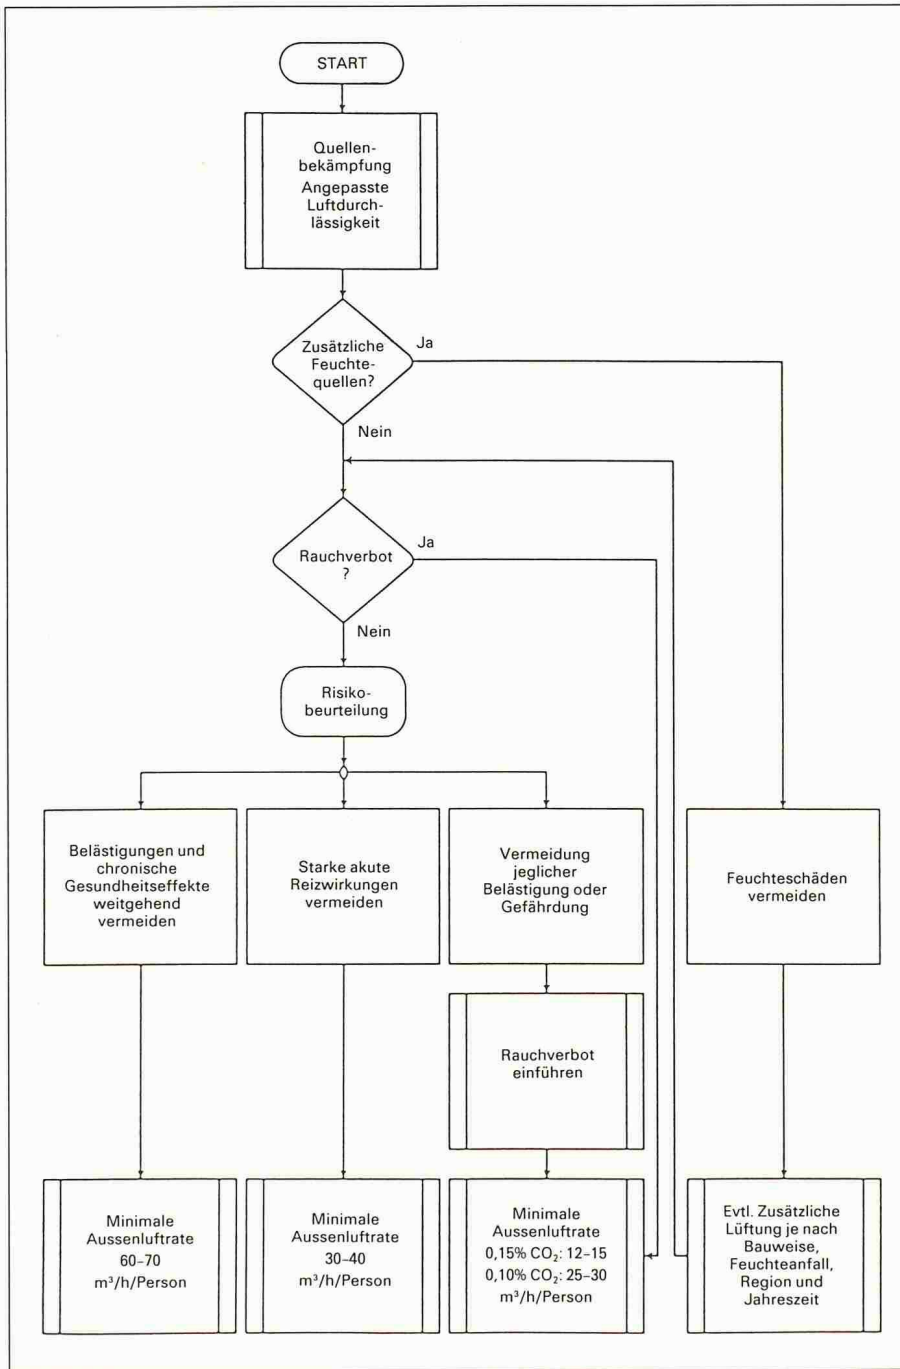 START
Quellen-
bekämpfung
Angepasste
Luftdurch-
lässigkeit
Zusätzliche
Feuchte-
quellen?
Ja
Nein
Rauchverbot
?
Ja
Nein
Risiko-
beurteilung
Belästigungen und
chronische
Gesundheitseffekte
weitgehend
vermeiden
Starke akute
Reizwirkungen
vermeiden
Vermeidung
jeglicher
Belästigung oder
Gefährdung
Feuchteschäden
vermeiden
Rauchverbot
einführen
Minimale
Aussenluftrate
60–70
m³/h/Person
Minimale
Aussenluftrate
30–40
m³/h/Person
Minimale
Aussenluftrate
0,15% CO₂: 12–15
0,10% CO₂: 25–30
m³/h/Person
Evtl. Zusätzliche
Lüftung je nach
Bauweise,
Feuchteanfall,
Region und
Jahreszeit